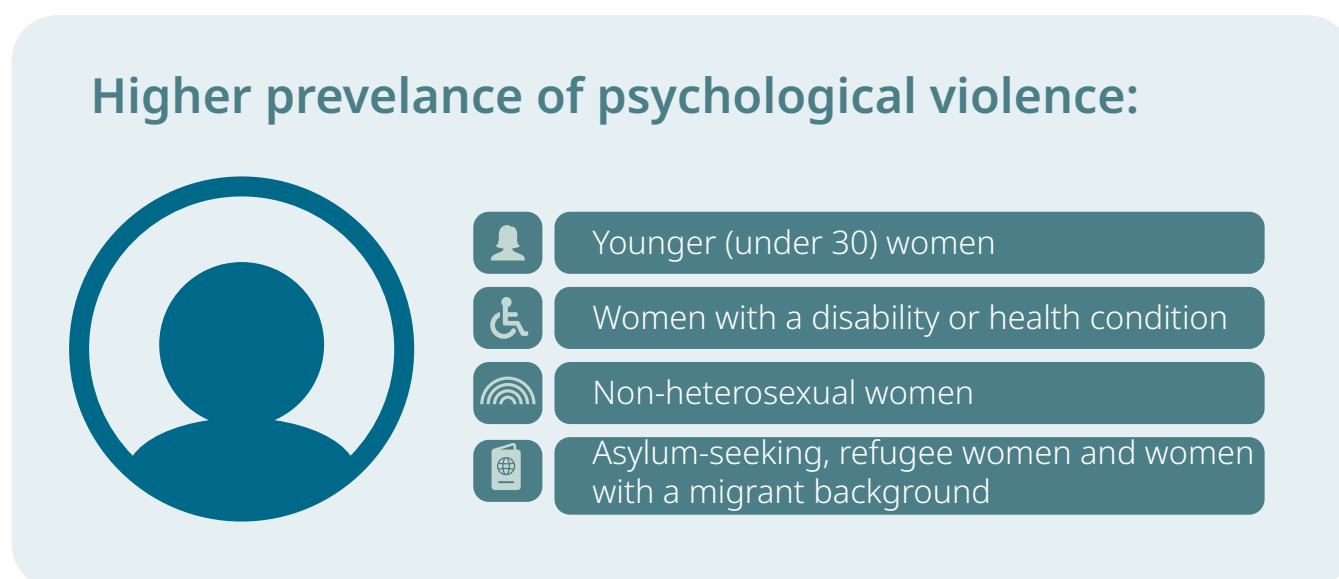 Higher prevelance of psychological violence:
Younger (under 30) women
Women with a disability or health condition
Non-heterosexual women
Asylum-seeking, refugee women and women
with a migrant background